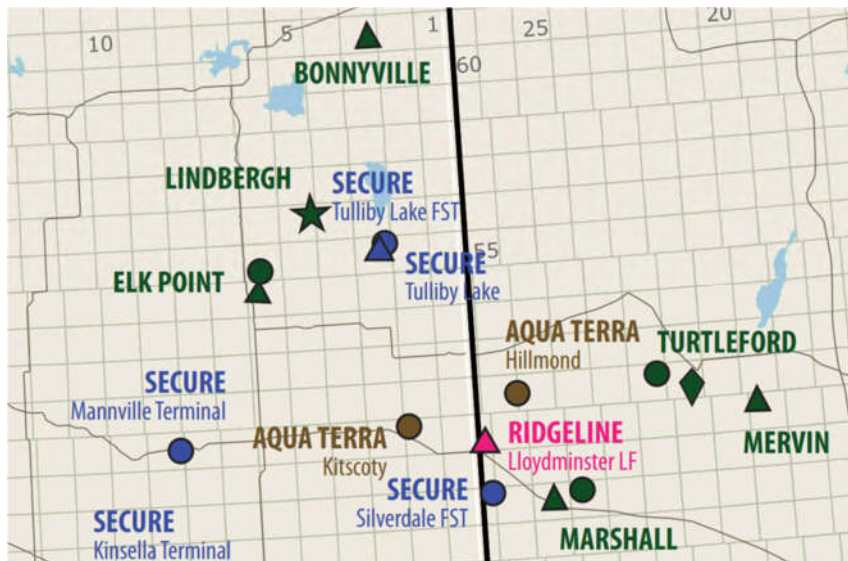 10
5
1
25
20
BONNYVILLE
60
LINDBERGH
SECURE
Tulliby Lake FST
55
SECURE
Tulliby Lake
ELK POINT
AQUA TERRA
Hillmond
TURTLEFORD
SECURE
Mannville Terminal
AQUA TERRA
Kitscoty
RIDGELINE
Lloydminster LF
MERVIN
SECURE
Silverdale FST
SECURE
Kinsella Terminal
MARSHALL